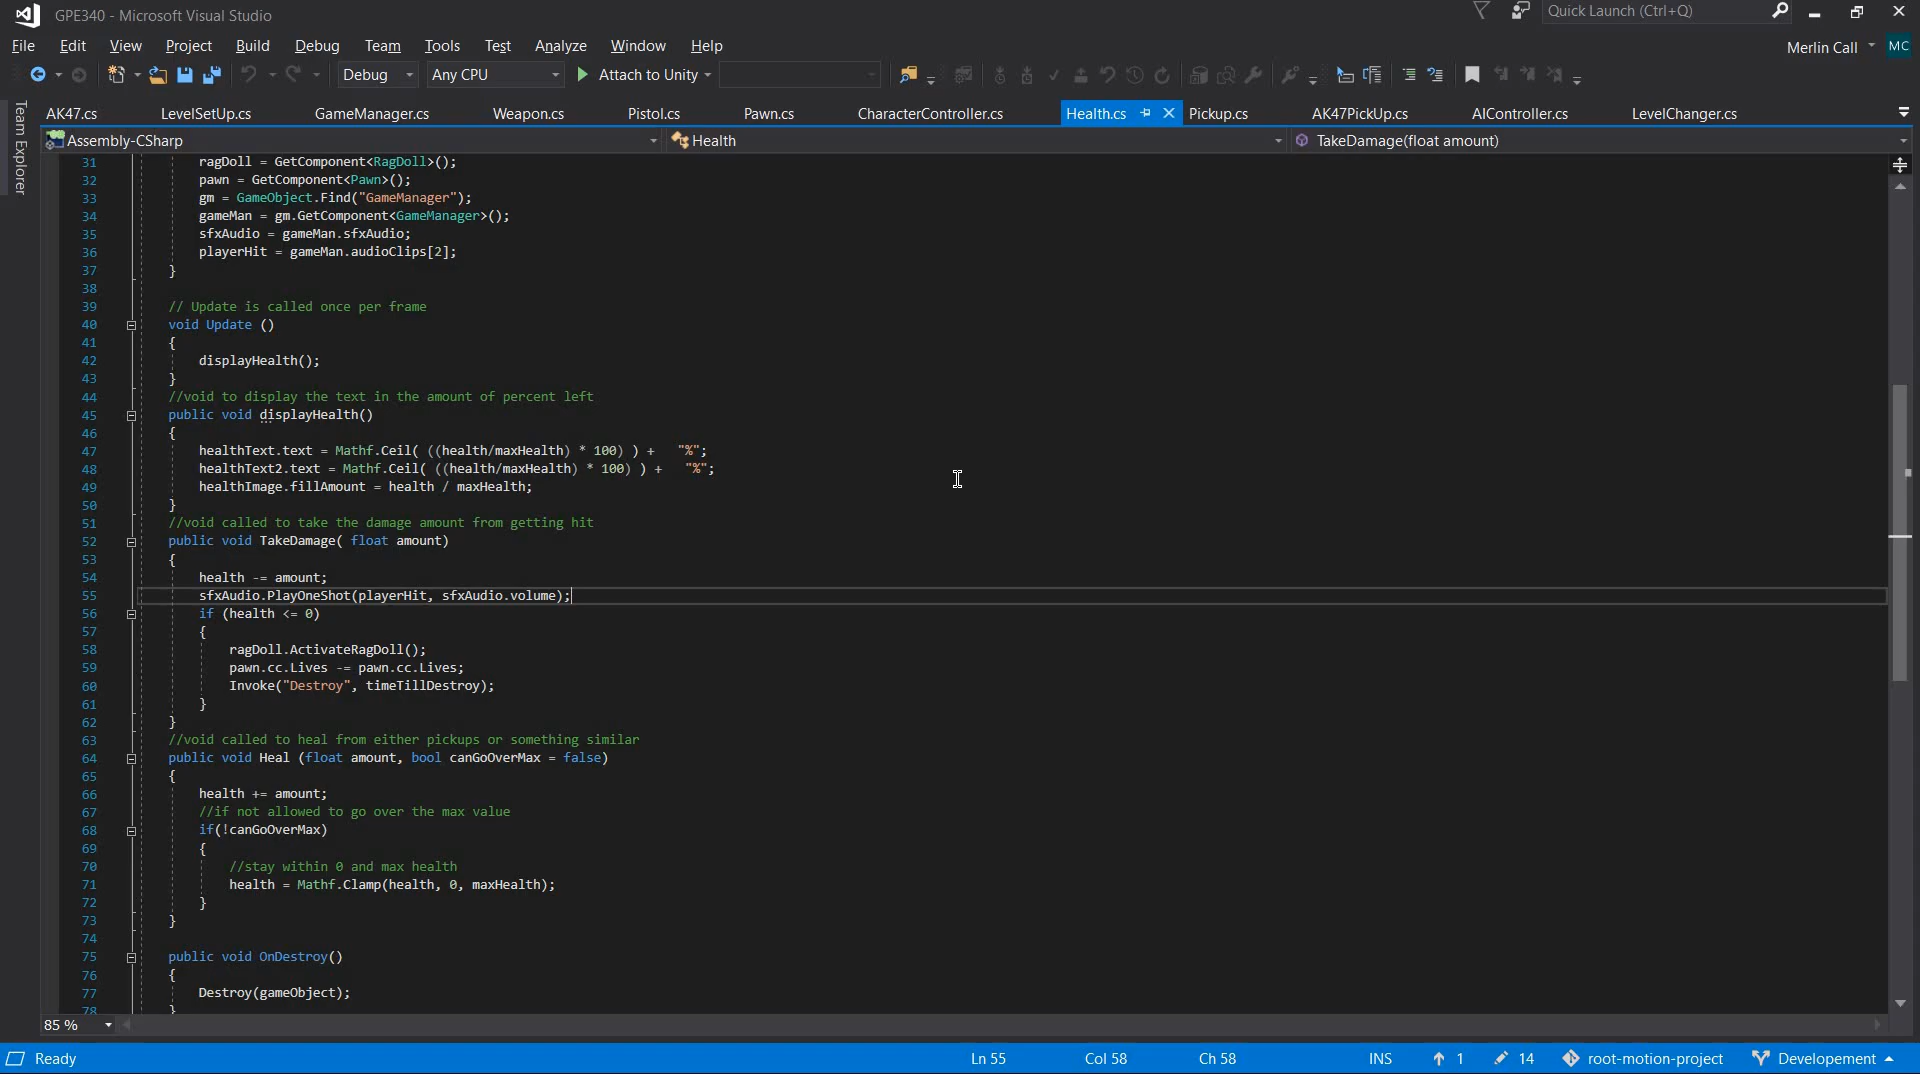 GPE340 - Microsoft Visual Studio
Quick Launch (Ctrl+Q)
File Edit View Project Build Debug Team Tools Test Analyze Window Help
Merlin Call MC
Debug Any CPU Attach to Unity
Team Explorer
AK47.cs LevelSetUp.cs GameManager.cs Weapon.cs Pistol.cs Pawn.cs CharacterController.cs Health.cs Pickup.cs AK47PickUp.cs AIController.cs LevelChanger.cs
Assembly-CSharp Health TakeDamage(float amount)
31 ragDoll = GetComponent<RagDoll>();
32 pawn = GetComponent<Pawn>();
33 gm = GameObject.Find("GameManager");
34 gameMan = gm.GetComponent<GameManager>();
35 sfxAudio = gameMan.sfxAudio;
36 playerHit = gameMan.audioClips[2];
37 }
38
39 // Update is called once per frame
40 void Update ()
41 {
42 displayHealth();
43 }
44 //void to display the text in the amount of percent left
45 public void displayHealth()
46 {
47 healthText.text = Mathf.Ceil( ((health/maxHealth) * 100) ) + "%";
48 healthText2.text = Mathf.Ceil( ((health/maxHealth) * 100) ) + "%";
49 healthImage.fillAmount = health / maxHealth;
50 }
51 //void called to take the damage amount from getting hit
52 public void TakeDamage( float amount)
53 {
54 health -= amount;
55 sfxAudio.PlayOneShot(playerHit, sfxAudio.volume);
56 if (health <= 0)
57 {
58 ragDoll.ActivateRagDoll();
59 pawn.cc.Lives -= pawn.cc.Lives;
60 Invoke("Destroy", timeTillDestroy);
61 }
62 }
63 //void called to heal from either pickups or something similar
64 public void Heal (float amount, bool canGoOverMax = false)
65 {
66 health += amount;
67 //if not allowed to go over the max value
68 if(!canGoOverMax)
69 {
70 //stay within 0 and max health
71 health = Mathf.Clamp(health, 0, maxHealth);
72 }
73 }
74
75 public void OnDestroy()
76 {
77 Destroy(gameObject);
78 }
85 %
Ready Ln 55 Col 58 Ch 58 INS 1 14 root-motion-project Developement